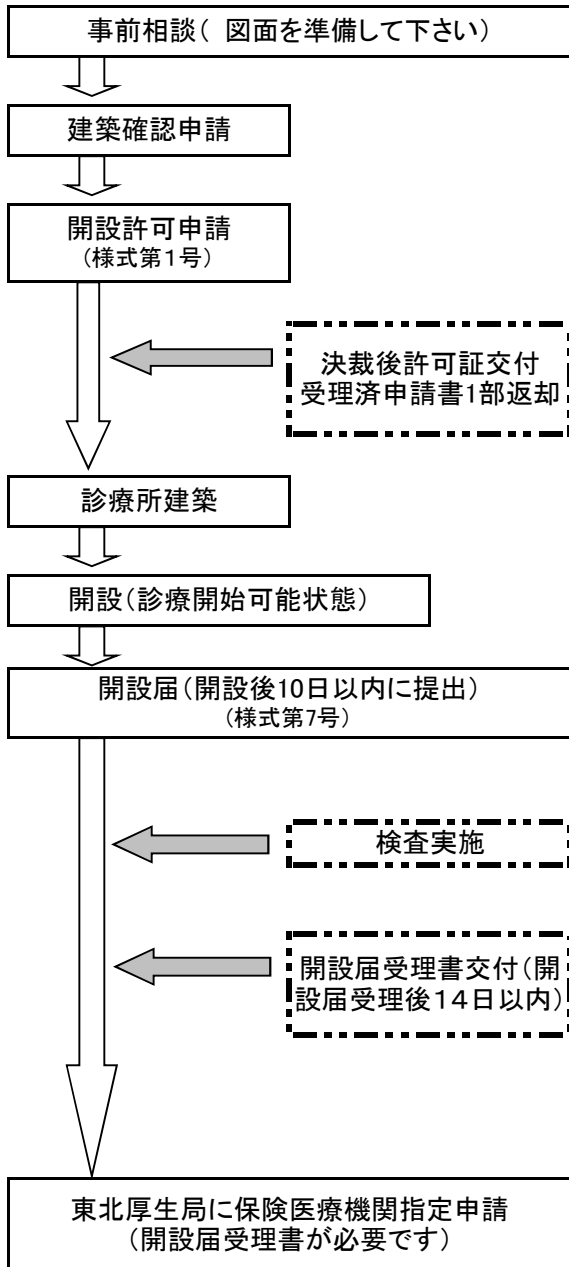 事前相談( 図面を準備して下さい)
建築確認申請
開設許可申請
(様式第1号)
決裁後許可証交付
受理済申請書1部返却
診療所建築
開設(診療開始可能状態)
開設届(開設後10日以内に提出)
(様式第7号)
検査実施
開設届受理書交付(開
設届受理後14日以内)
東北厚生局に保険医療機関指定申請
(開設届受理書が必要です)